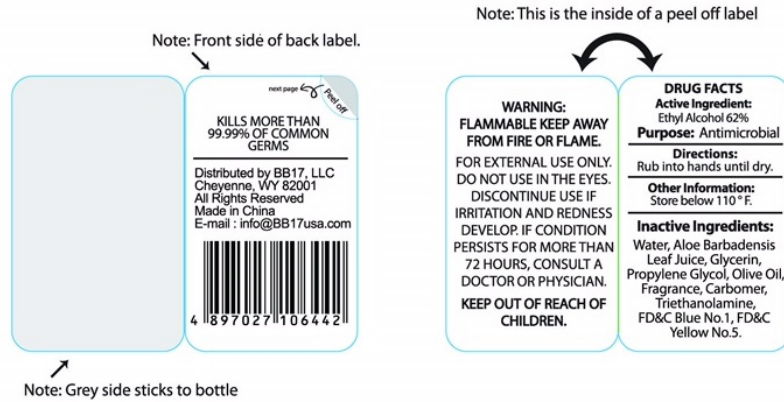 Note: Front side of back label.
next page
Peel off
KILLS MORE THAN
99.99% OF COMMON
GERMS
Distributed by BB17, LLC
Cheyenne, WY 82001
All Rights Reserved
Made in China
E-mail : info@BB17usa.com
4 897027 106442
Note: Grey side sticks to bottle
Note: This is the inside of a peel off label
WARNING:
FLAMMABLE KEEP AWAY
FROM FIRE OR FLAME.
FOR EXTERNAL USE ONLY.
DO NOT USE IN THE EYES.
DISCONTINUE USE IF
IRRITATION AND REDNESS
DEVELOP. IF CONDITION
PERSISTS FOR MORE THAN
72 HOURS, CONSULT A
DOCTOR OR PHYSICIAN.
KEEP OUT OF REACH OF
CHILDREN.
DRUG FACTS
Active Ingredient:
Ethyl Alcohol 62%
Purpose: Antimicrobial
Directions:
Rub into hands until dry.
Other Information:
Store below 110° F.
Inactive Ingredients:
Water, Aloe Barbadensis
Leaf Juice, Glycerin,
Propylene Glycol, Olive Oil,
Fragrance, Carbomer,
Triethanolamine,
FD&C Blue No.1, FD&C
Yellow No.5.